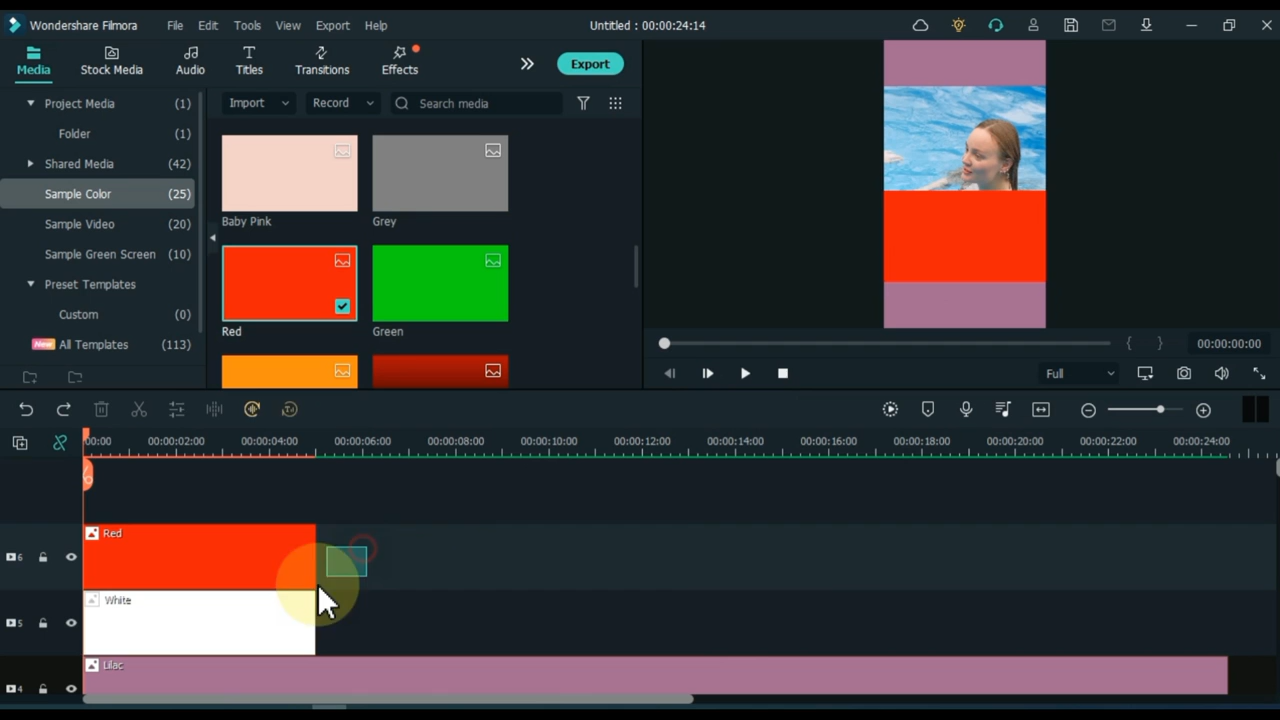 Wondershare Filmora
File
Edit
Tools
View
Export
Help
Untitled : 00:00:24:14
Media
Stock Media
Audio
Titles
Transitions
Effects
Export
Project Media (1)
Folder (1)
Shared Media (42)
Sample Color (25)
Sample Video (20)
Sample Green Screen (10)
Preset Templates
Custom (0)
New All Templates (113)
Import
Record
Search media
Baby Pink
Grey
Red
Green
00:00:00:00
Full
00:00
00:00:02:00
00:00:04:00
00:00:06:00
00:00:08:00
00:00:10:00
00:00:12:00
00:00:14:00
00:00:16:00
00:00:18:00
00:00:20:00
00:00:22:00
00:00:24:00
6
Red
5
White
4
Lilac